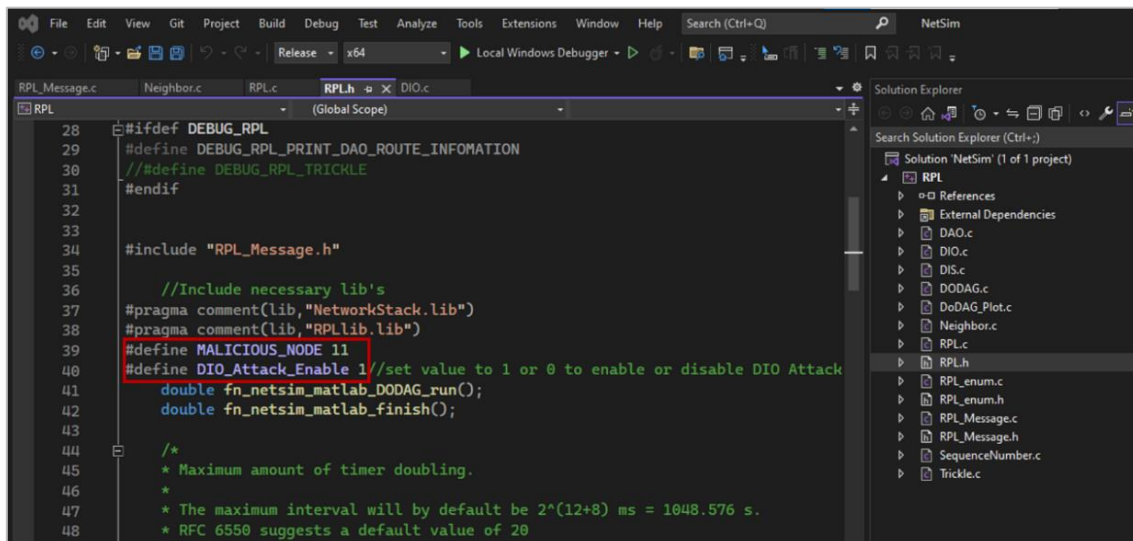 File Edit View Git Project Build Debug Test Analyze Tools Extensions Window Help Search (Ctrl+Q) NetSim
Release x64 Local Windows Debugger
RPL_Message.c Neighbor.c RPL.c RPL.h DIO.c
RPL (Global Scope)
28 #ifdef DEBUG_RPL
29 #define DEBUG_RPL_PRINT_DAO_ROUTE_INFOMATION
30 //#define DEBUG_RPL_TRICKLE
31 #endif
32
33
34 #include "RPL_Message.h"
35
36 //Include necessary lib's
37 #pragma comment(lib,"NetworkStack.lib")
38 #pragma comment(lib,"RPLlib.lib")
39 #define MALICIOUS_NODE 11
40 #define DIO_Attack_Enable 1//set value to 1 or 0 to enable or disable DIO Attack
41 double fn_netsim_matlab_DODAG_run();
42 double fn_netsim_matlab_finish();
43
44 /*
45 * Maximum amount of timer doubling.
46 *
47 * The maximum interval will by default be 2^(12+8) ms = 1048.576 s.
48 * RFC 6550 suggests a default value of 20
Solution Explorer
Search Solution Explorer (Ctrl+;)
Solution 'NetSim' (1 of 1 project)
RPL
References
External Dependencies
DAO.c
DIO.c
DIS.c
DODAG.c
DoDAG_Plot.c
Neighbor.c
RPL.c
RPL.h
RPL_enum.c
RPL_enum.h
RPL_Message.c
RPL_Message.h
SequenceNumber.c
Trickle.c